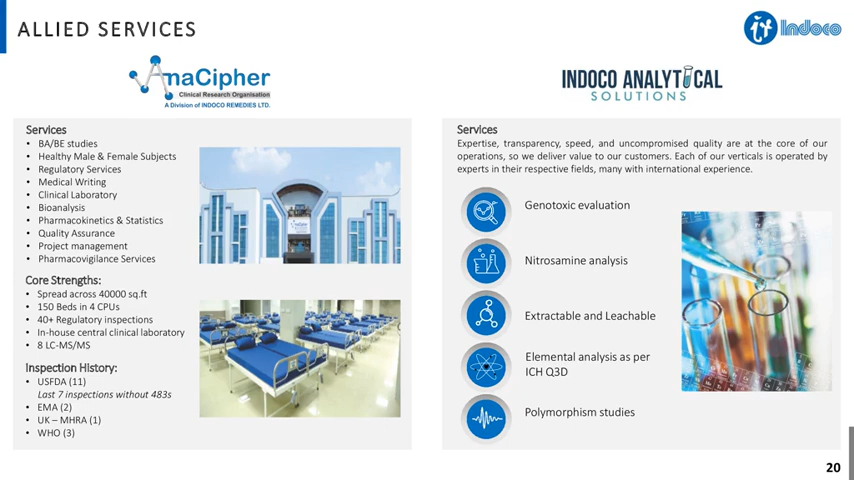 ALLIED SERVICES
Indoco
AnaCipher
Clinical Research Organisation
A Division of INDOCO REMEDIES LTD.
Services
• BA/BE studies
• Healthy Male & Female Subjects
• Regulatory Services
• Medical Writing
• Clinical Laboratory
• Bioanalysis
• Pharmacokinetics & Statistics
• Quality Assurance
• Project management
• Pharmacovigilance Services
Core Strengths:
• Spread across 40000 sq.ft
• 150 Beds in 4 CPUs
• 40+ Regulatory inspections
• In-house central clinical laboratory
• 8 LC-MS/MS
Inspection History:
• USFDA (11)
Last 7 inspections without 483s
• EMA (2)
• UK – MHRA (1)
• WHO (3)
INDOCO ANALYTICAL
SOLUTIONS
Services
Expertise, transparency, speed, and uncompromised quality are at the core of our
operations, so we deliver value to our customers. Each of our verticals is operated by
experts in their respective fields, many with international experience.
Genotoxic evaluation
Nitrosamine analysis
Extractable and Leachable
Elemental analysis as per
ICH Q3D
Polymorphism studies
20